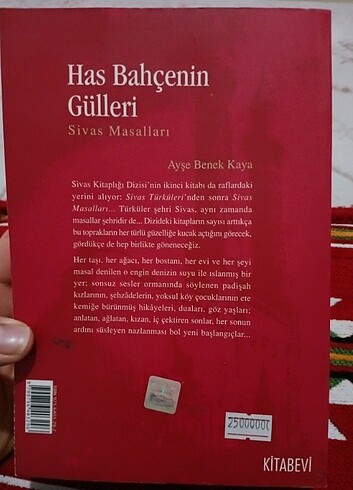 Has Bahçenin
Gülleri
Sivas Masalları
Ayşe Benek Kaya
Sivas Kitaplığı Dizisi'nin ikinci kitabı da raflardaki
yerini alıyor: Sivas Türküleri'nden sonra Sivas
Masalları... Türküler şehri Sivas, aynı zamanda
masallar şehridir de... Dizideki kitapların sayısı arttıkça
bu toprakların her türlü güzelliğe kucak açtığını görecek,
gördükçe de hep birlikte göneneceğiz.
Her taşı, her ağacı, her bostanı, her evi ve her şeyi
masal denilen o engin denizin suyu ile ıslanmış bir
yer; sonsuz sesler ormanında söylenen padişah
kızlarının, şehzâdelerin, yoksul köy çocuklarının ete
kemiğe bürünmüş hikâyeleri, duaları, göz yaşları;
anlatan, ağlatan, kızan, iç çektiren sonlar, her sonun
ardını süsleyen nazlanması bol yeni başlangıçlar...
25000000
KİTABEVİ